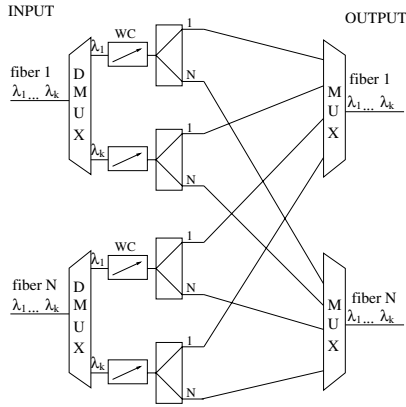 INPUT
OUTPUT
WC
λ1
1
N
fiber 1
λ1... λk
D
M
U
X
λk
1
N
M
U
X
fiber 1
λ1... λk
WC
λ1
1
N
fiber N
λ1... λk
D
M
U
X
λk
1
N
M
U
X
fiber N
λ1... λk